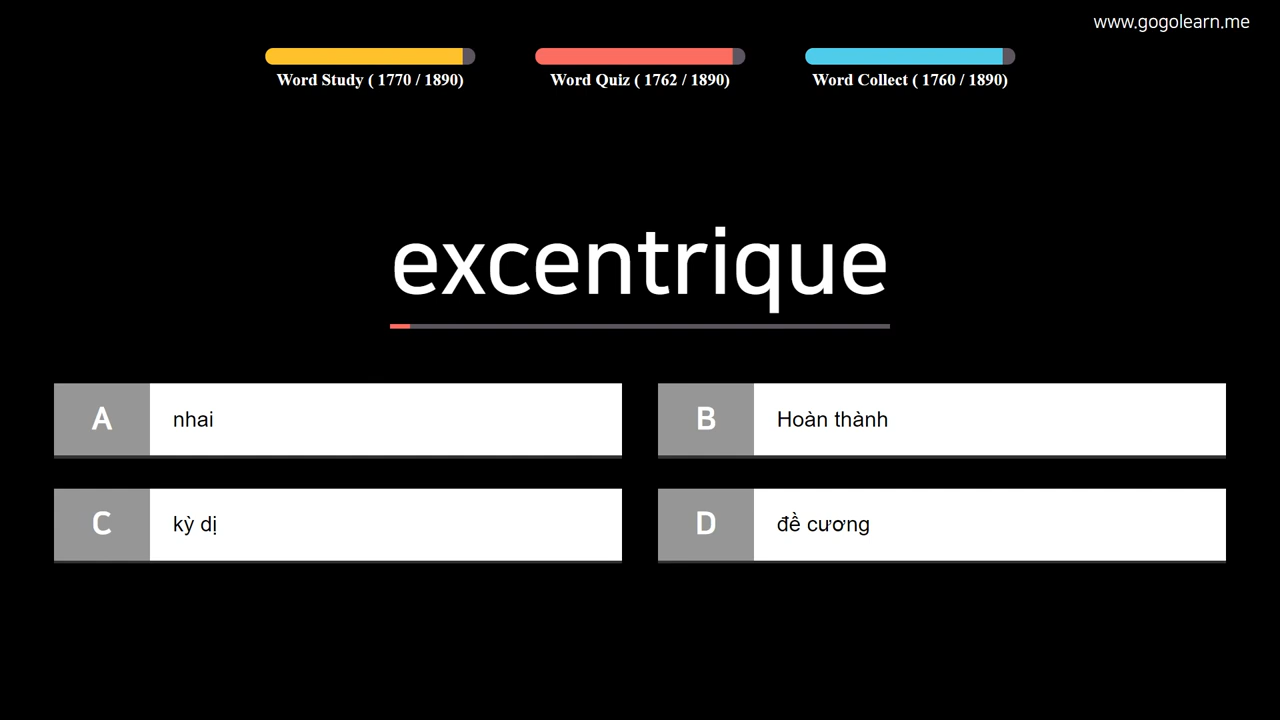 www.gogolearn.me
Word Study ( 1770 / 1890)
Word Quiz ( 1762 / 1890)
Word Collect ( 1760 / 1890)
excentrique
A nhai
B Hoàn thành
C kỳ dị
D đề cương